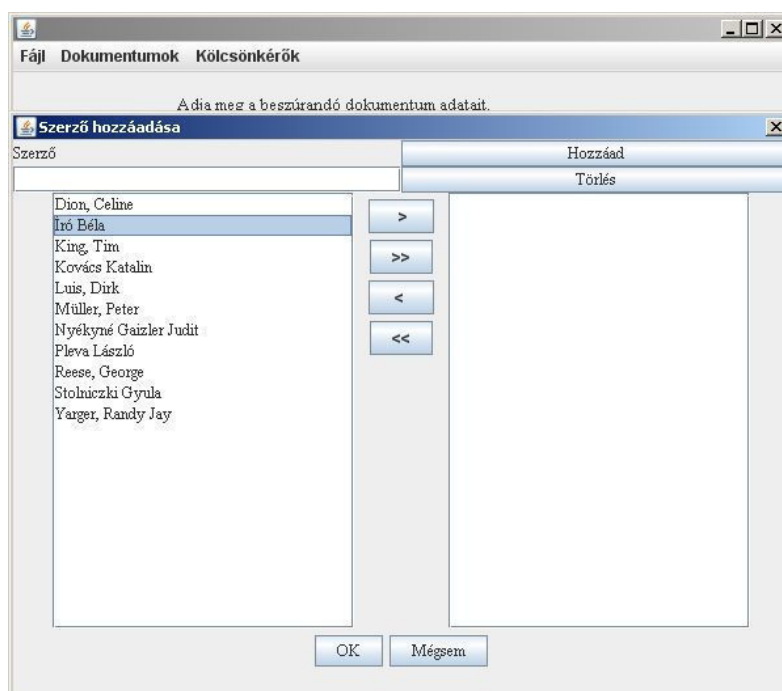 Fájl Dokumentumok Kölcsönkérők
Adja meg a beszúrandó dokumentum adatait.
Szerző hozzáadása
Szerző
Hozzáad
Törlés
Dion, Celine
Író Béla
King, Tim
Kovács Katalin
Luis, Dirk
Müller, Peter
Nyékyné Gaizler Judit
Pleva László
Reese, George
Stolniczki Gyula
Yarger, Randy Jay
>
>>
<
<<
OK Mégsem